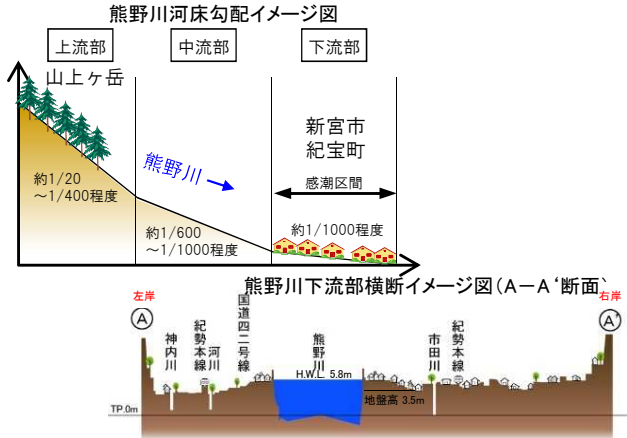 熊野川河床勾配イメージ図
上流部
中流部
下流部
山上ヶ岳
新宮市
紀宝町
熊野川
感潮区間
約1/20
～1/400程度
約1/600
～1/1000程度
約1/1000程度
熊野川下流部横断イメージ図（A－A‘断面）
左岸
右岸
A
A'
神内川
紀勢本線
河川
国道四二号線
熊野川
市田川
紀勢本線
H.W.L 5.8m
地盤高 3.5m
TP.0m